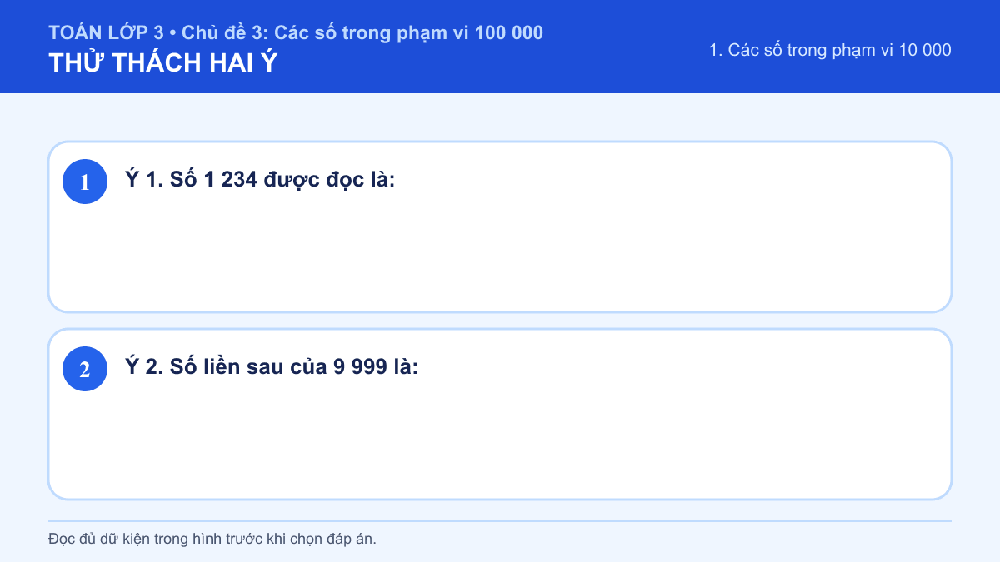 TOÁN LỚP 3 • Chủ đề 3: Các số trong phạm vi 100 000
THỬ THÁCH HAI Ý
1. Các số trong phạm vi 10 000
1
Ý 1. Số 1 234 được đọc là:
2
Ý 2. Số liền sau của 9 999 là:
Đọc đủ dữ kiện trong hình trước khi chọn đáp án.